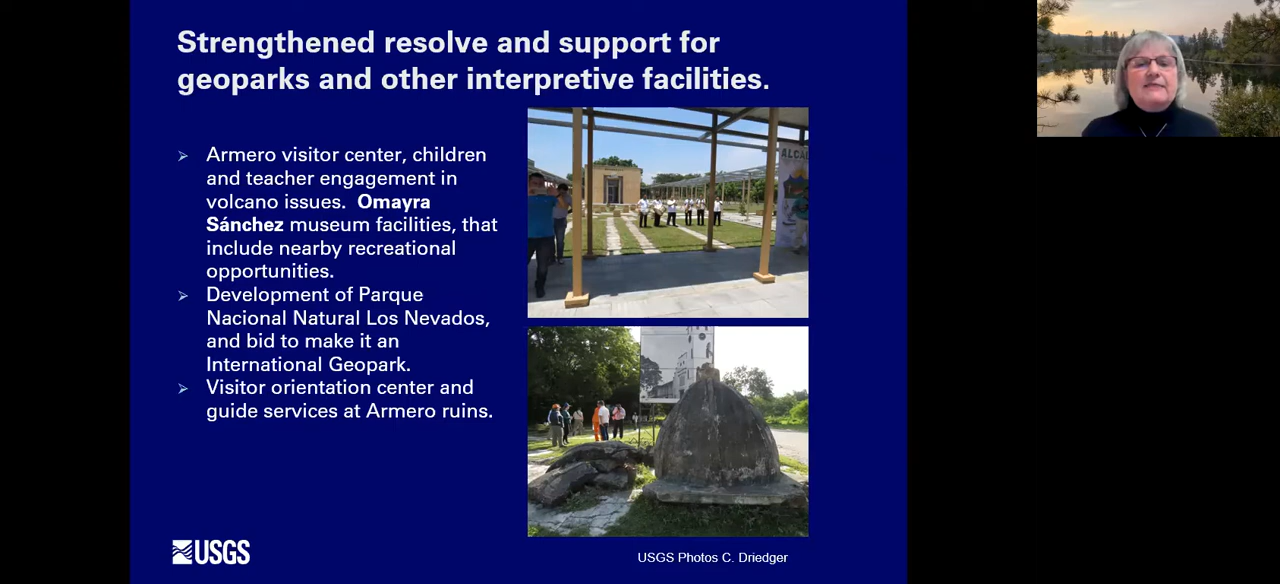 Strengthened resolve and support for
geoparks and other interpretive facilities.
➢ Armero visitor center, children
and teacher engagement in
volcano issues. Omayra
Sánchez museum facilities, that
include nearby recreational
opportunities.
➢ Development of Parque
Nacional Natural Los Nevados,
and bid to make it an
International Geopark.
➢ Visitor orientation center and
guide services at Armero ruins.
ALCAL
USGS
USGS Photos C. Driedger